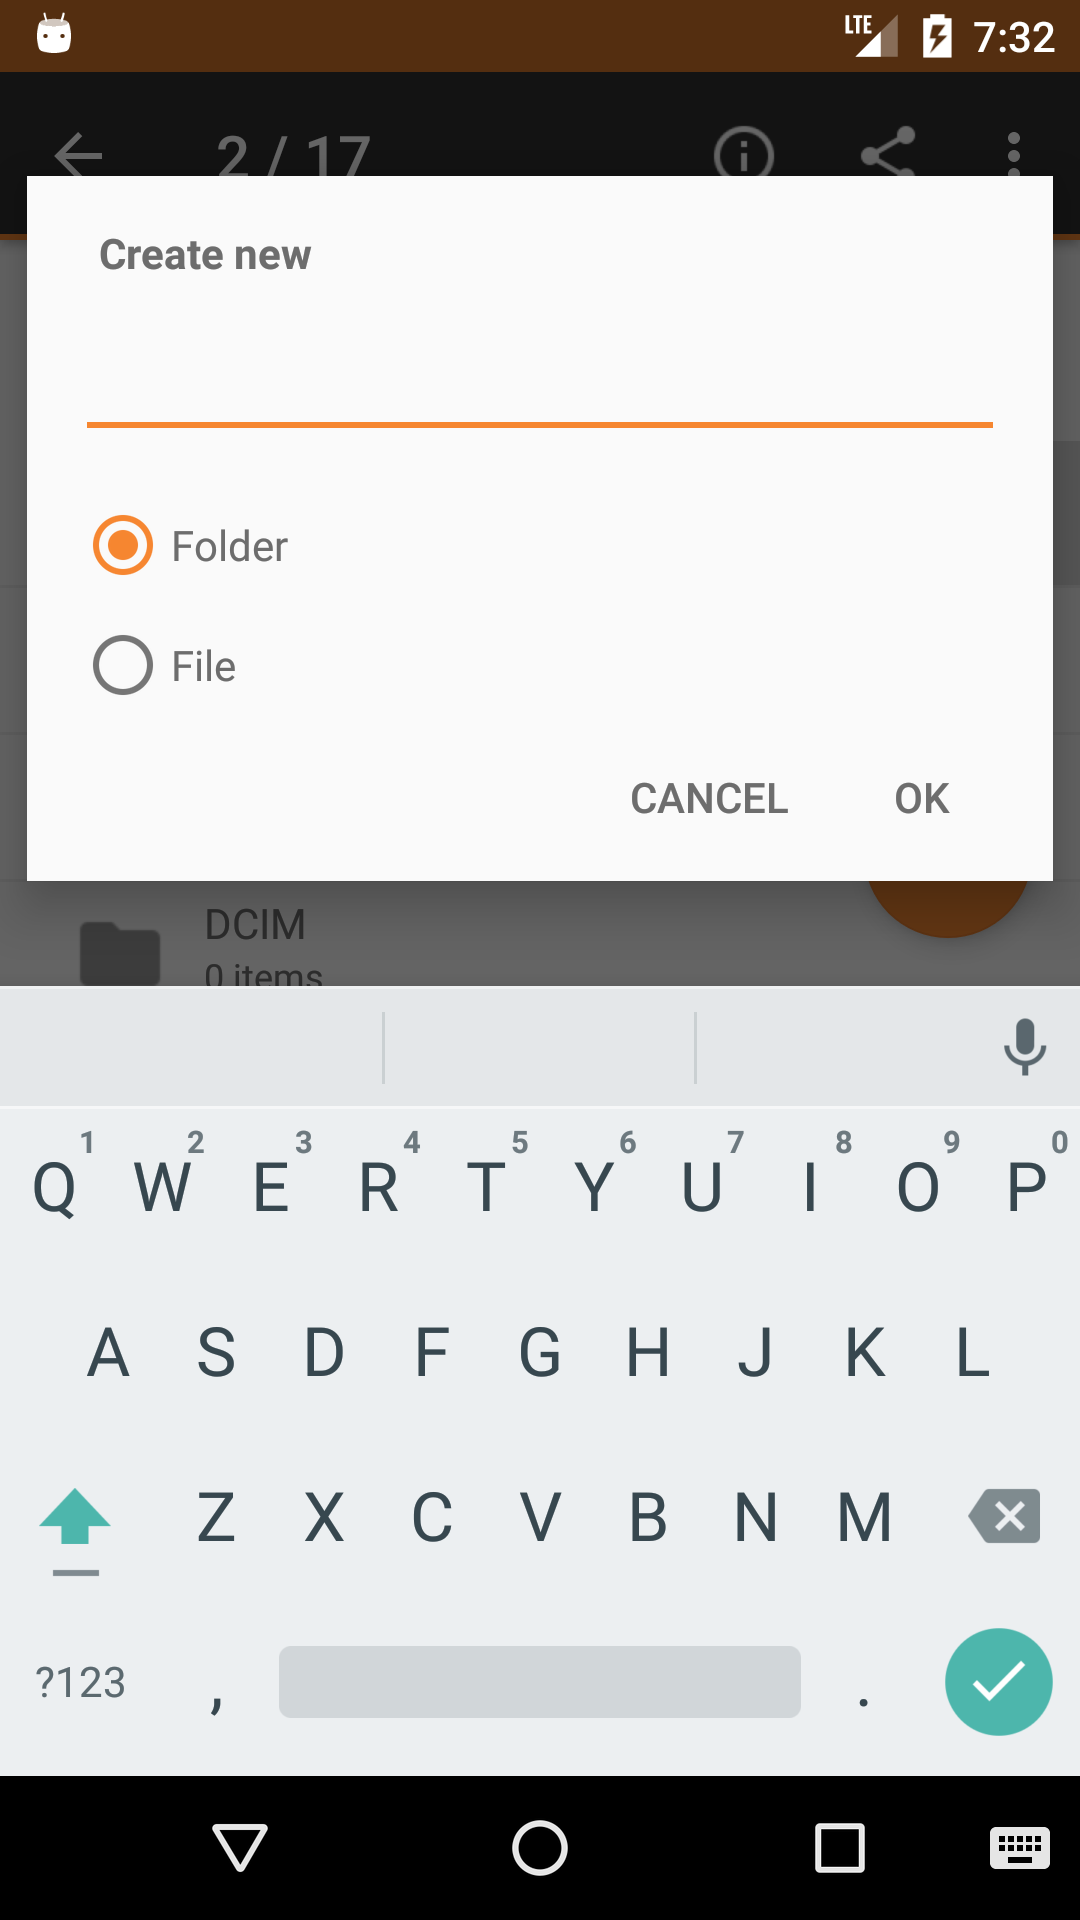 LTE 7:32
2 / 17
Create new
Folder
File
CANCEL OK
DCIM
0 items
1 2 3 4 5 6 7 8 9 0
Q W E R T Y U I O P
A S D F G H J K L
Z X C V B N M
?123 , .